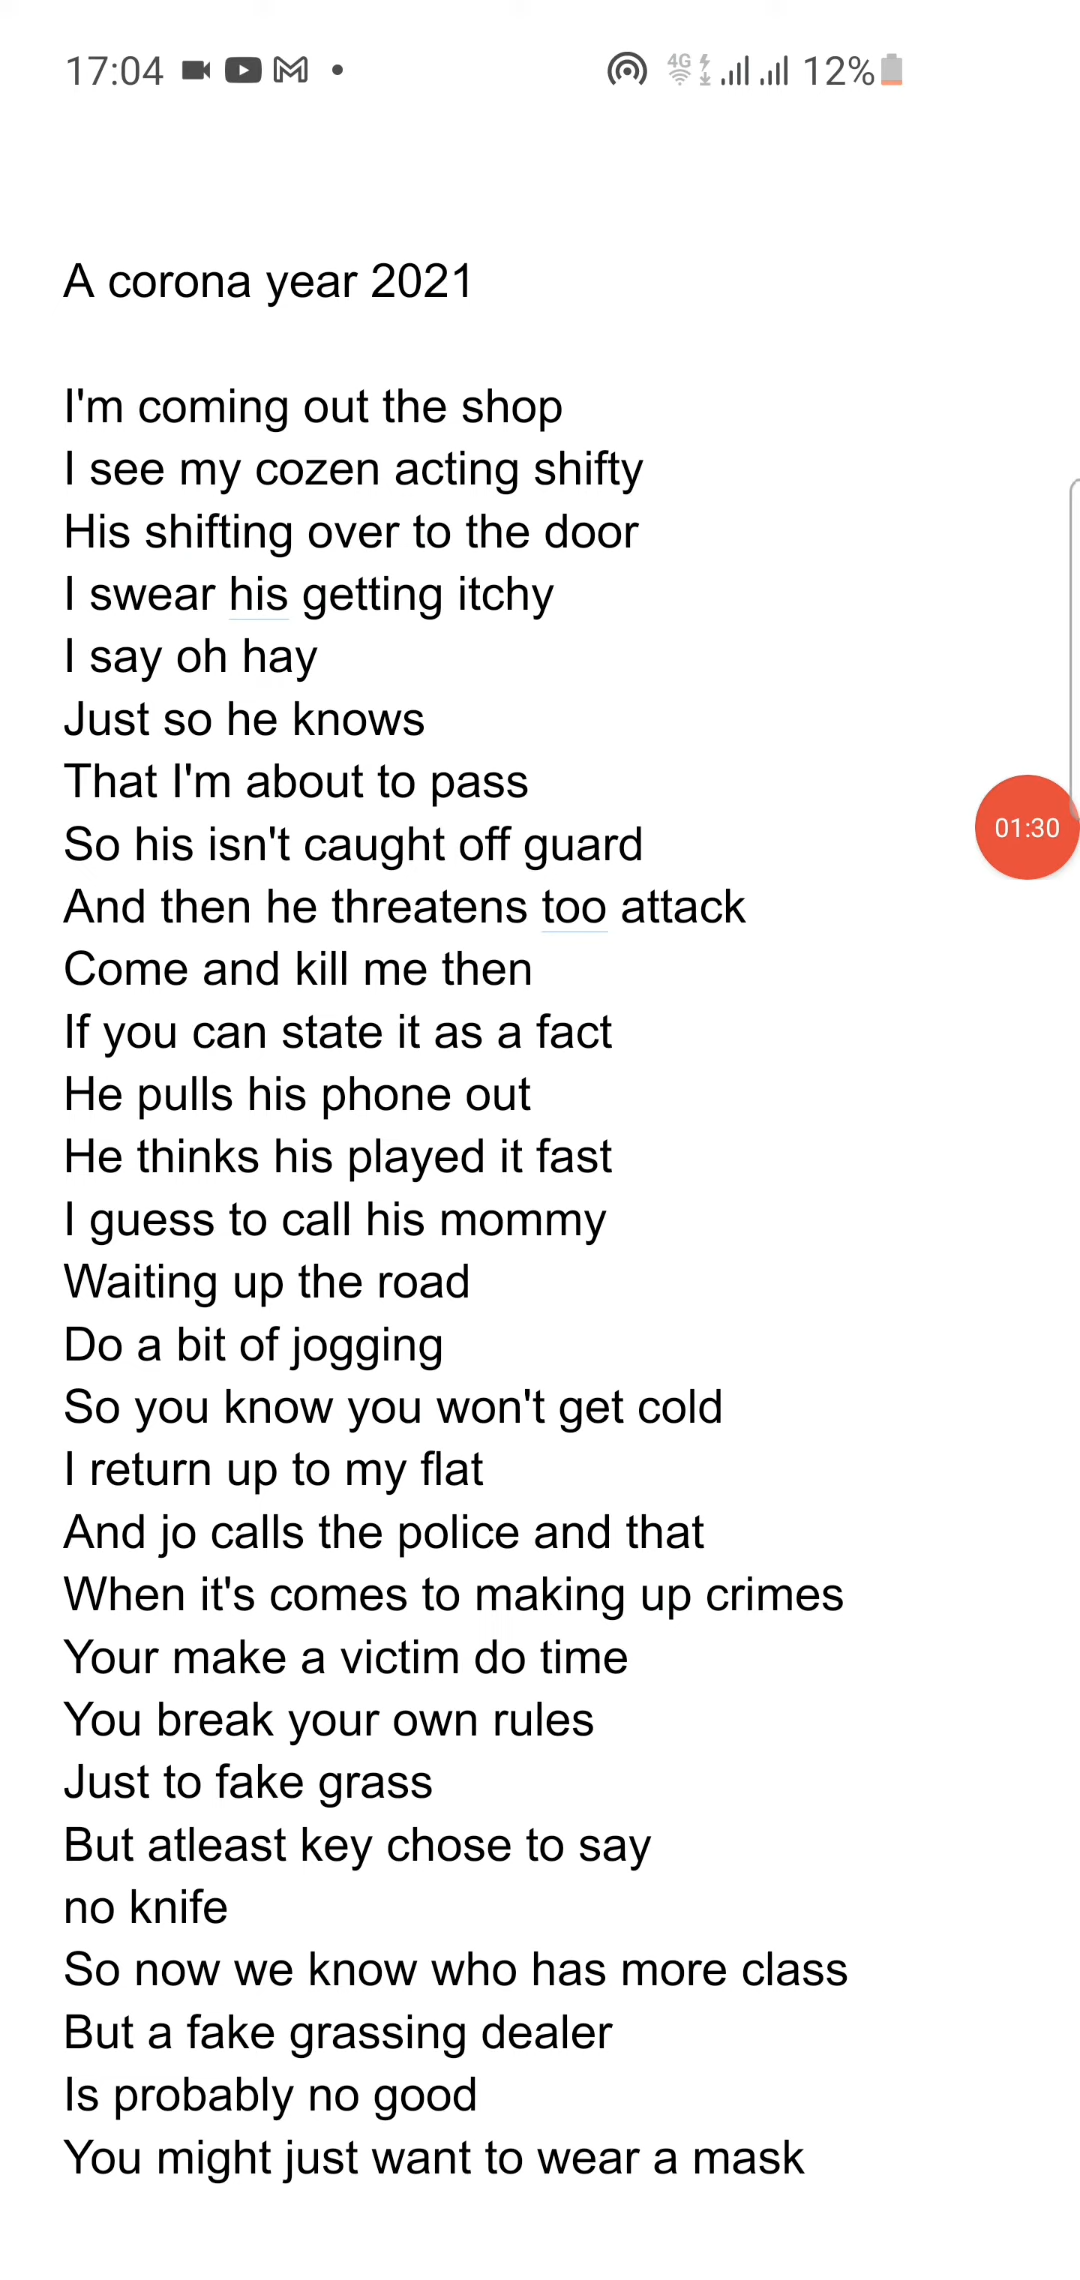 17:04
4G
12%
A corona year 2021
I'm coming out the shop
I see my cozen acting shifty
His shifting over to the door
I swear his getting itchy
I say oh hay
Just so he knows
That I'm about to pass
So his isn't caught off guard
And then he threatens too attack
Come and kill me then
If you can state it as a fact
He pulls his phone out
He thinks his played it fast
I guess to call his mommy
Waiting up the road
Do a bit of jogging
So you know you won't get cold
I return up to my flat
And jo calls the police and that
When it's comes to making up crimes
Your make a victim do time
You break your own rules
Just to fake grass
But atleast key chose to say
no knife
So now we know who has more class
But a fake grassing dealer
Is probably no good
You might just want to wear a mask
01:30